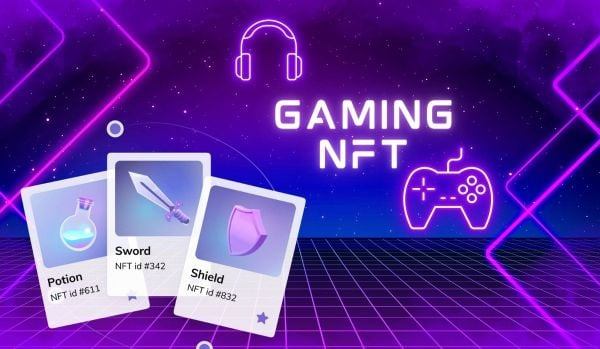 GAMING
NFT
Potion
NFT id #611
Sword
NFT id #342
Shield
NFT id #832